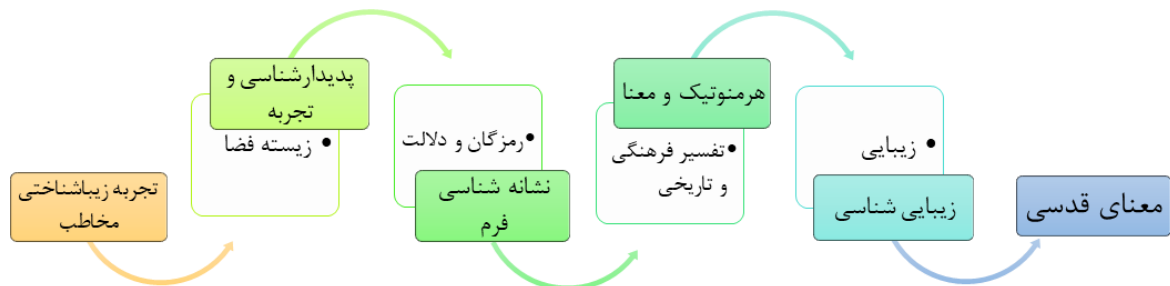 تجربه زیباشناختی
مخاطب
پدیدارشناسی و
تجربه
• زیسته فضا
• رمزگان و دلالت
نشانه شناسی
فرم
هرمنوتیک و معنا
• تفسیر فرهنگی
و تاریخی
• زیبایی
زیبایی شناسی
معنای قدسی